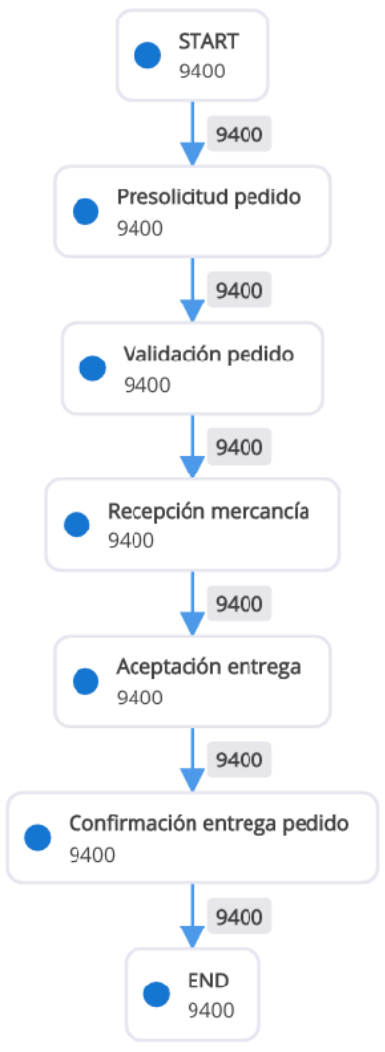 START
9400
9400
Presolicitud pedido
9400
9400
Validación pedido
9400
9400
Recepción mercancía
9400
9400
Aceptación entrega
9400
9400
Confirmación entrega pedido
9400
9400
END
9400